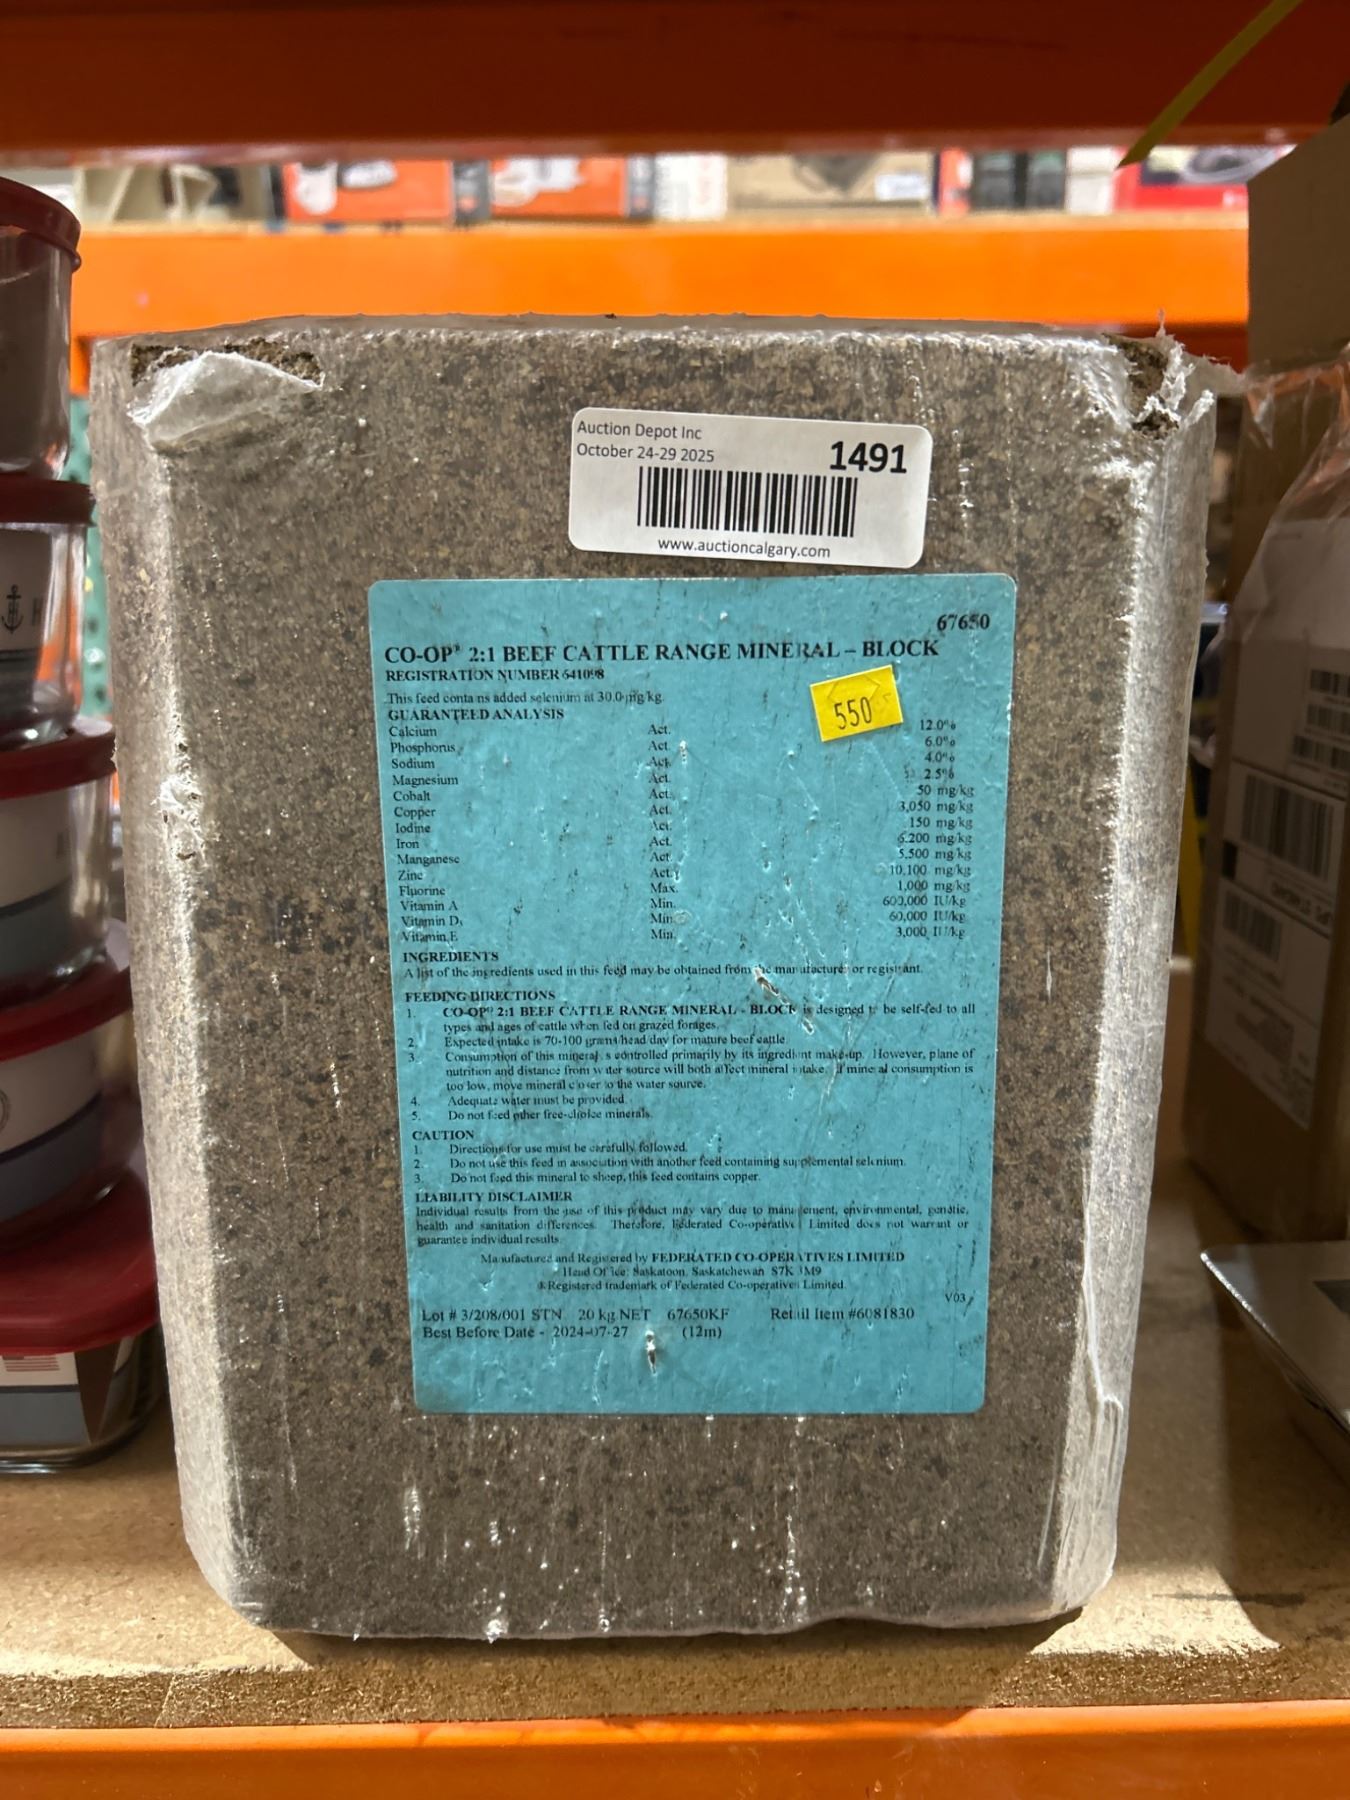 Auction Depot Inc
October 24-29 2025
1491
www.auctioncalgary.com
67650
CO-OP® 2:1 BEEF CATTLE RANGE MINERAL – BLOCK
REGISTRATION NUMBER 641098
This feed contains added selenium at 30.0 mg/kg.
550
GUARANTEED ANALYSIS
Calcium Act. 12.0%
Phosphorus Act. 6.0%
Sodium Act. 4.0%
Magnesium Act. 2.5%
Cobalt Act. 50 mg/kg
Copper Act. 3,050 mg/kg
Iodine Act. 150 mg/kg
Iron Act. 6,200 mg/kg
Manganese Act. 5,500 mg/kg
Zinc Act. 10,100 mg/kg
Fluorine Max. 1,000 mg/kg
Vitamin A Min. 600,000 IU/kg
Vitamin D3 Min. 60,000 IU/kg
Vitamin E Min. 3,000 IU/kg
INGREDIENTS
A list of the ingredients used in this feed may be obtained from the manufacturer or registrant.
FEEDING DIRECTIONS
1. CO-OP® 2:1 BEEF CATTLE RANGE MINERAL - BLOCK is designed to be self-fed to all
types and ages of cattle when fed on grazed forages.
2. Expected intake is 70-100 grams/head/day for mature beef cattle.
3. Consumption of this mineral is controlled primarily by its ingredient make-up. However, plane of
nutrition and distance from water source will both affect mineral intake. If mineral consumption is
too low, move mineral closer to the water source.
4. Adequate water must be provided.
5. Do not feed other free-choice minerals.
CAUTION
1. Directions for use must be carefully followed.
2. Do not use this feed in association with another feed containing supplemental selenium.
3. Do not feed this mineral to sheep, this feed contains copper.
LIABILITY DISCLAIMER
Individual results from the use of this product may vary due to management, environmental, genetic,
health and sanitation differences. Therefore, Federated Co-operatives Limited does not warrant or
guarantee individual results.
Manufactured and Registered by FEDERATED CO-OPERATIVES LIMITED
Head Office: Saskatoon, Saskatchewan S7K 3M9
® Registered trademark of Federated Co-operatives Limited.
V03
Lot # 3/208/001 STN 20 kg NET 67650KF Retail Item #6081830
Best Before Date - 2024-07-27 (12m)